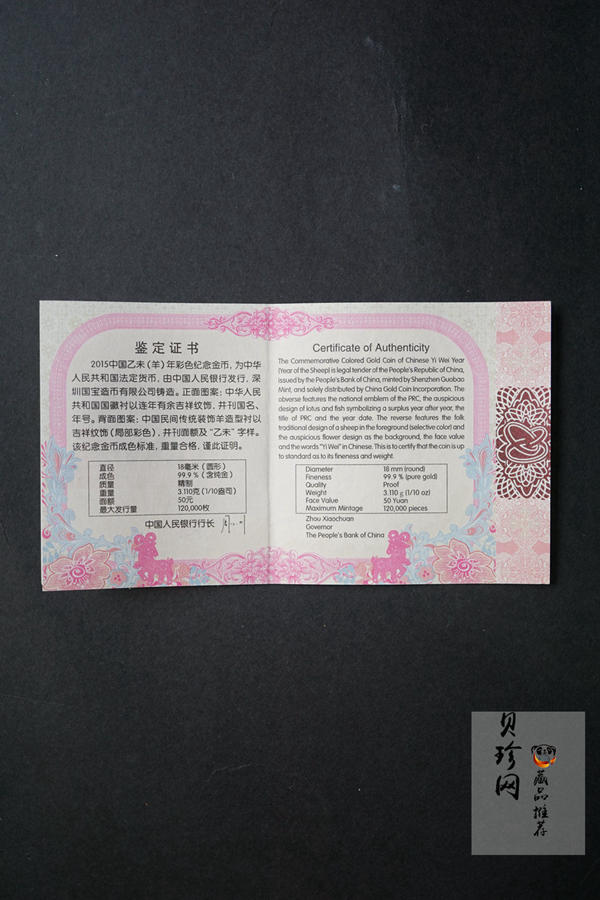 鉴定证书
2015中国乙未（羊）年彩色纪念金币，为中华
人民共和国法定货币，由中国人民银行发行，深
圳国宝造币有限公司铸造。正面图案：中华人民
共和国国徽衬以连年有余吉祥纹饰，并刊国名、
年号。背面图案：中国民间传统装饰羊造型衬以
吉祥纹饰（局部彩色），并刊面额及“乙未”字样。
该纪念金币成色标准，重量合格，谨此证明。
直径 18毫米（圆形）
成色 99.9％（含纯金）
质量 精制
重量 3.110克（1/10盎司）
面额 50元
最大发行量 120,000枚
中国人民银行行长
Certificate of Authenticity
The Commemorative Colored Gold Coin of Chinese Yi Wei Year
(Year of the Sheep) is legal tender of the People's Republic of China,
issued by the People's Bank of China, minted by Shenzhen Guobao
Mint, and solely distributed by China Gold Coin Incorporation. The
obverse features the national emblem of the PRC, the auspicious
design of lotus and fish symbolizing a surplus year after year, the
title of PRC and the year date. The reverse features the folk
traditional design of a sheep in the foreground (selective color) and
the auspicious flower design as the background, the face value
and the words "Yi Wei" in Chinese. This is to certify that the coin is up
to standard as to its fineness and weight.
Diameter 18 mm (round)
Fineness 99.9 % (pure gold)
Quality Proof
Weight 3.110 g (1/10 oz)
Face Value 50 Yuan
Maximum Mintage 120,000 pieces
Zhou Xiaochuan
Governor
The People's Bank of China
贝珍网
藏品推荐